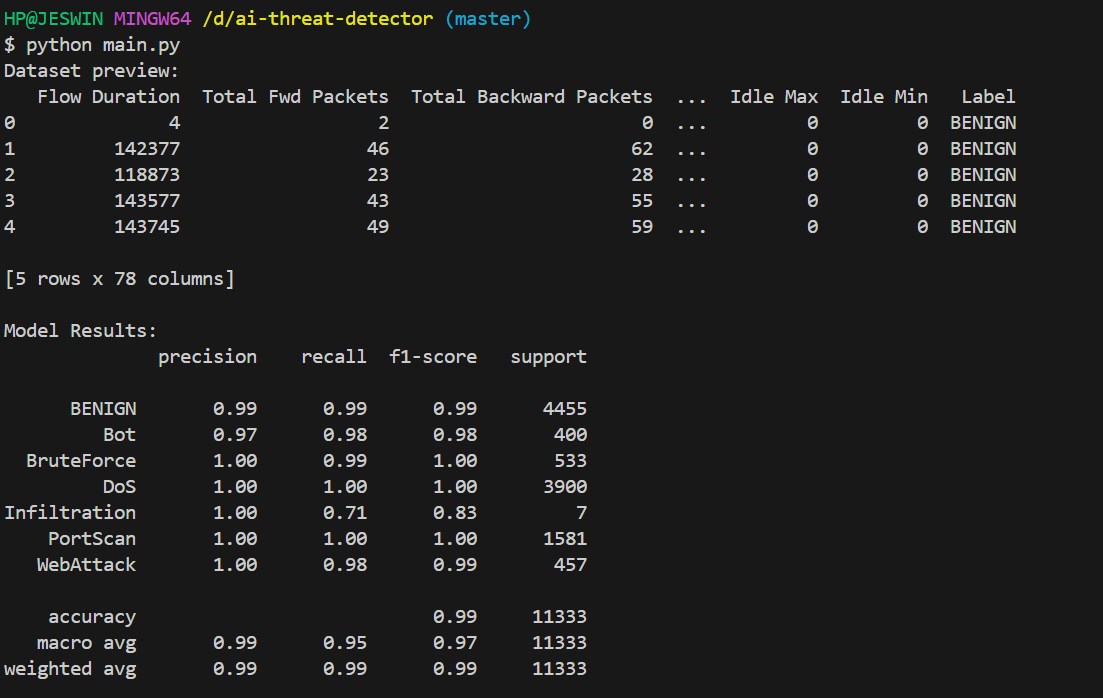 HP@JESWIN MINGW64 /d/ai-threat-detector (master)
$ python main.py
Dataset preview:
   Flow Duration  Total Fwd Packets  Total Backward Packets  ...  Idle Max  Idle Min   Label
0              4                  2                       0  ...         0         0  BENIGN
1         142377                 46                      62  ...         0         0  BENIGN
2         118873                 23                      28  ...         0         0  BENIGN
3         143577                 43                      55  ...         0         0  BENIGN
4         143745                 49                      59  ...         0         0  BENIGN

[5 rows x 78 columns]

Model Results:
              precision    recall  f1-score   support

      BENIGN       0.99      0.99      0.99      4455
         Bot       0.97      0.98      0.98       400
  BruteForce       1.00      0.99      1.00       533
         DoS       1.00      1.00      1.00      3900
Infiltration       1.00      0.71      0.83         7
    PortScan       1.00      1.00      1.00      1581
   WebAttack       1.00      0.98      0.99       457

    accuracy                           0.99     11333
   macro avg       0.99      0.95      0.97     11333
weighted avg       0.99      0.99      0.99     11333